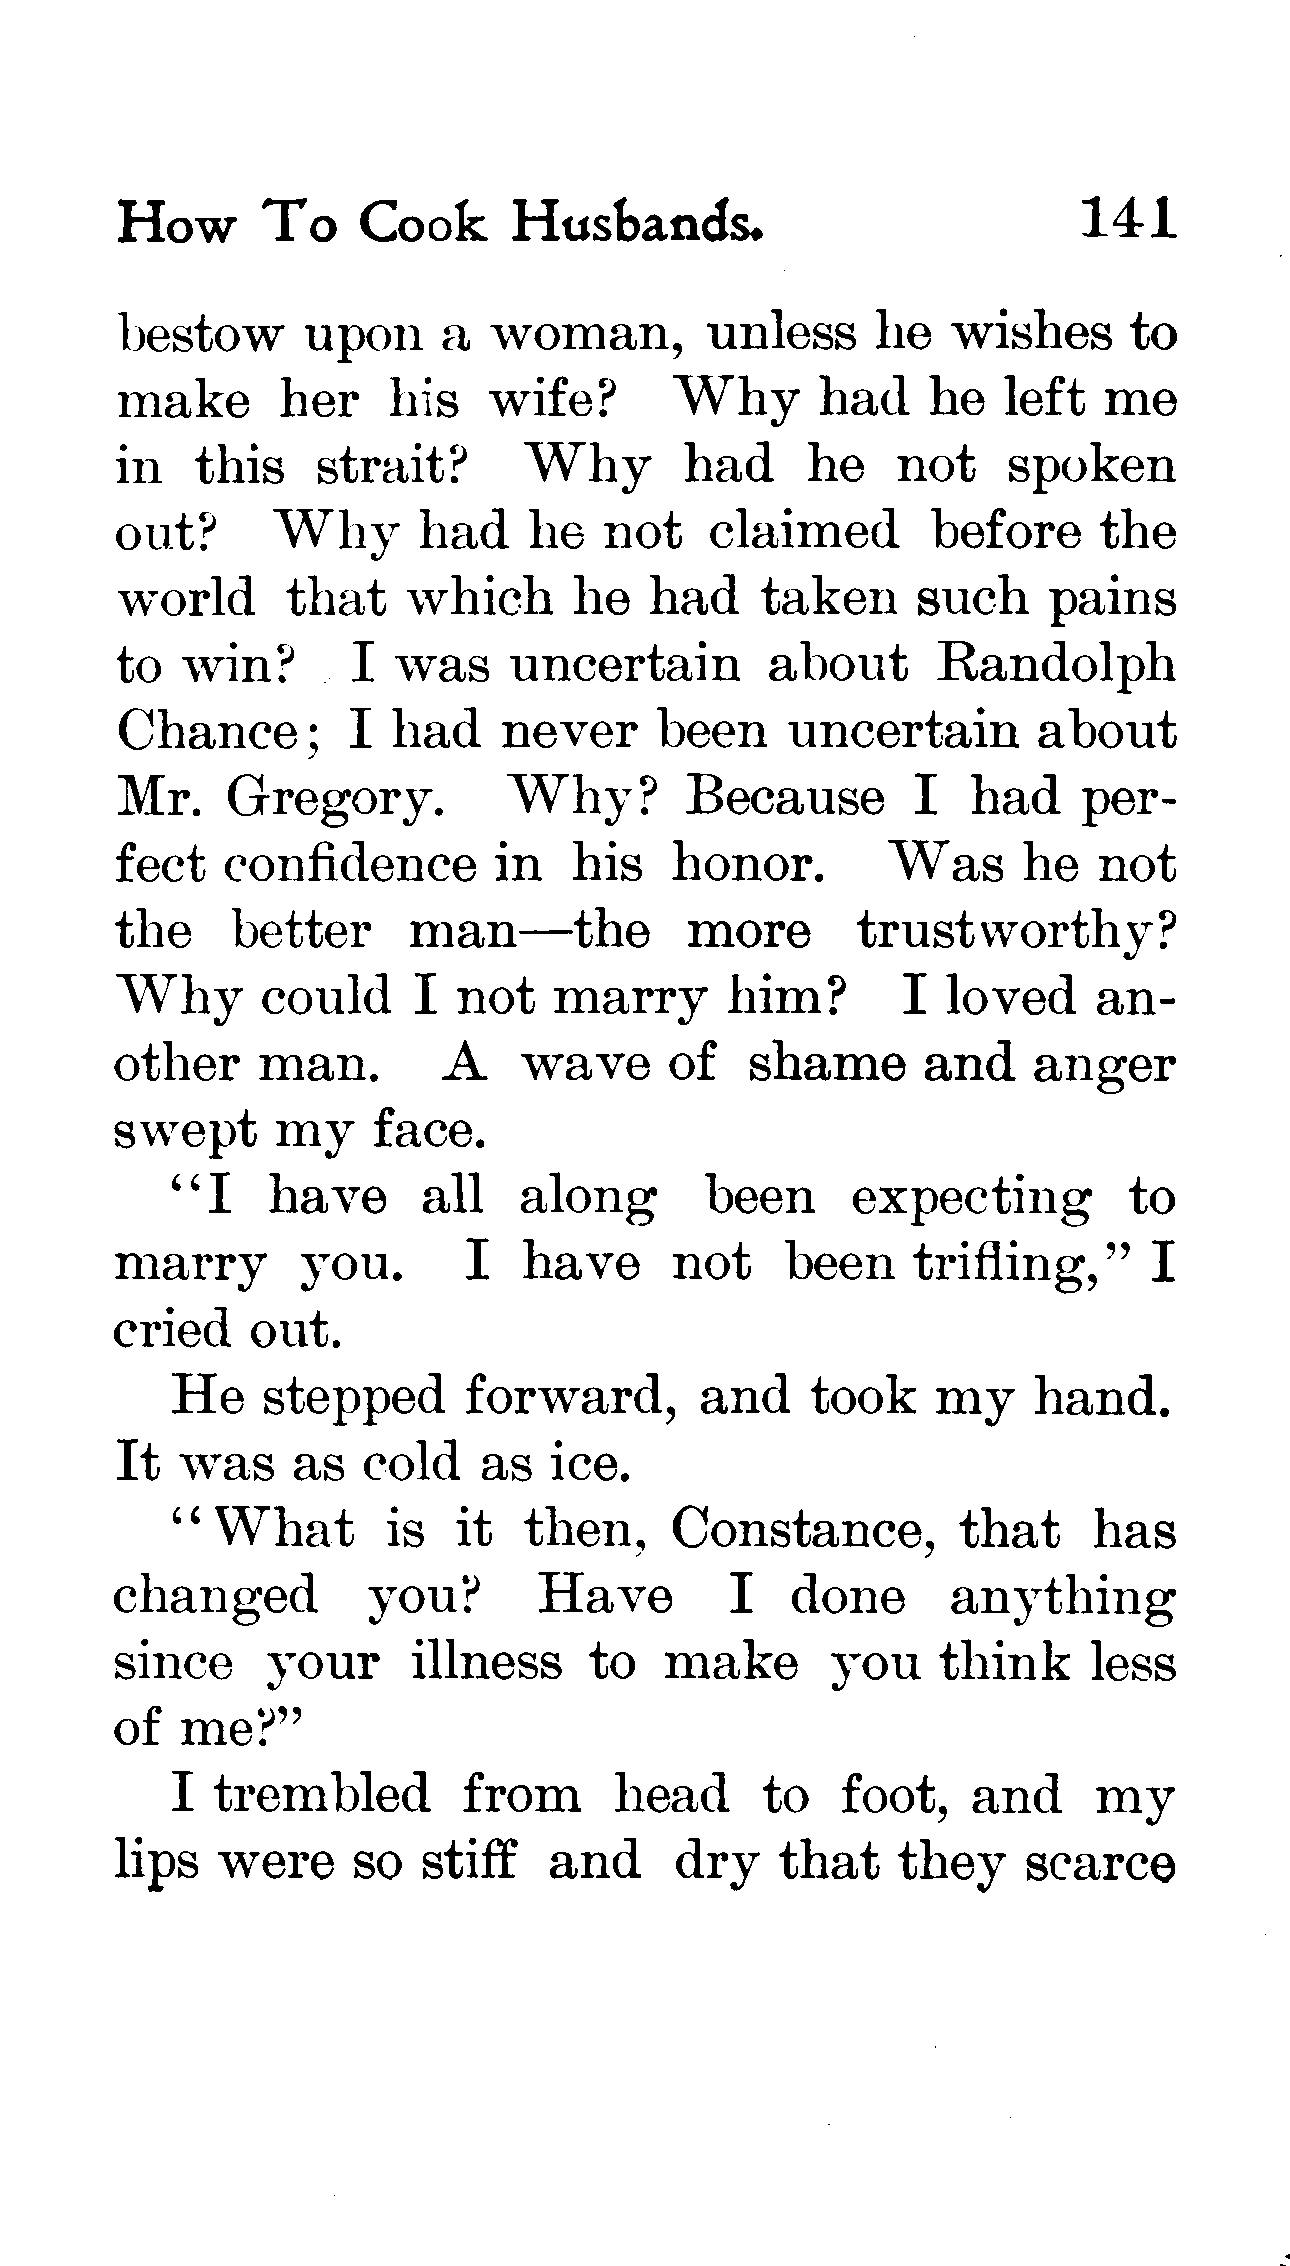 How To Cook Husbands. 141
bestow upon a woman, unless he wishes to
make her his wife? Why had he left me
in this strait? Why had he not spoken
out? Why had he not claimed before the
world that which he had taken such pains
to win? I was uncertain about Randolph
Chance; I had never been uncertain about
Mr. Gregory. Why? Because I had per-
fect confidence in his honor. Was he not
the better man—the more trustworthy?
Why could I not marry him? I loved an-
other man. A wave of shame and anger
swept my face.
“I have all along been expecting to
marry you. I have not been trifling,” I
cried out.
He stepped forward, and took my hand.
It was as cold as ice.
“What is it then, Constance, that has
changed you? Have I done anything
since your illness to make you think less
of me?”
I trembled from head to foot, and my
lips were so stiff and dry that they scarce